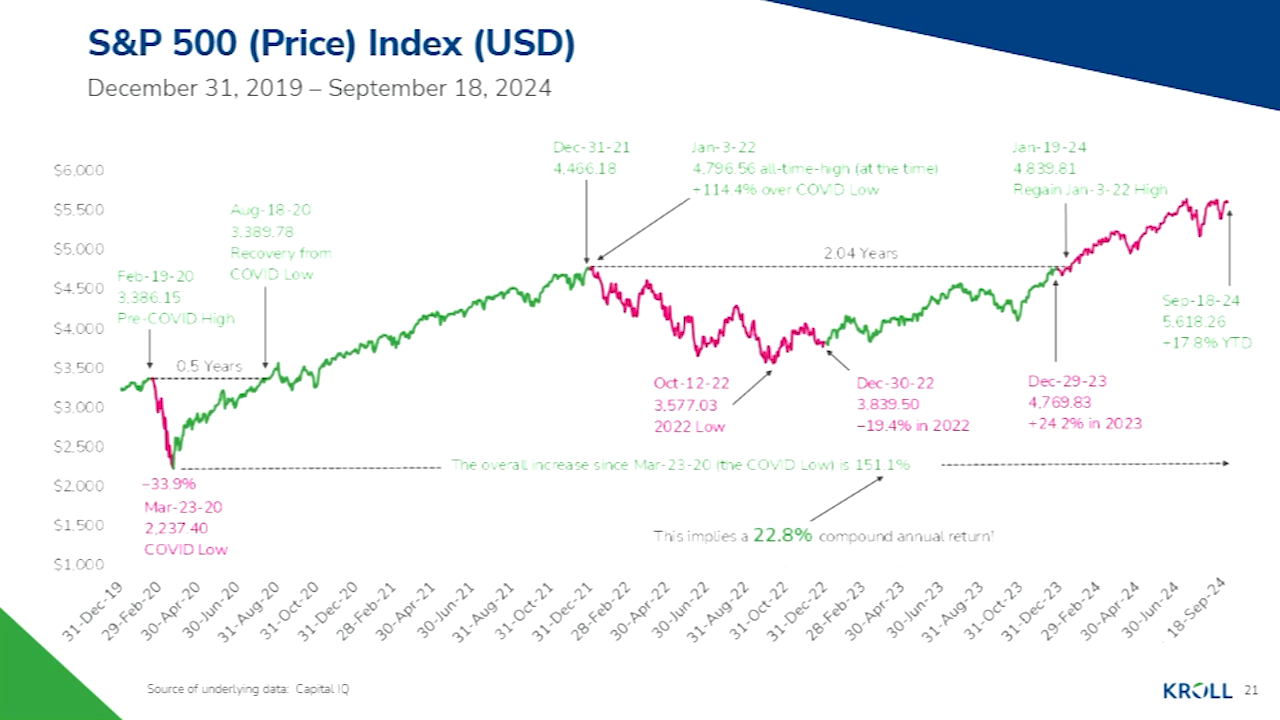 S&P 500 (Price) Index (USD)
December 31, 2019 – September 18, 2024
$6,000
$5,500
$5,000
$4,500
$4,000
$3,500
$3,000
$2,500
$2,000
$1,500
$1,000
Feb-19-20
3,386.15
Pre-COVID High
Aug-18-20
3,389.78
Recovery from
COVID Low
0.5 Years
−33.9%
Mar-23-20
2,237.40
COVID Low
Dec-31-21
4,466.18
Jan-3-22
4,796.56 all-time-high (at the time)
+114.4% over COVID Low
2.04 Years
Jan-19-24
4,839.81
Regain Jan-3-22 High
Oct-12-22
3,577.03
2022 Low
Dec-30-22
3,839.50
−19.4% in 2022
Dec-29-23
4,769.83
+24.2% in 2023
Sep-18-24
5,618.26
+17.8% YTD
The overall increase since Mar-23-20 (the COVID Low) is 151.1%
This implies a 22.8% compound annual return¹
31-Dec-19
29-Feb-20
30-Apr-20
30-Jun-20
31-Aug-20
31-Oct-20
31-Dec-20
28-Feb-21
30-Apr-21
30-Jun-21
31-Aug-21
31-Oct-21
31-Dec-21
28-Feb-22
30-Apr-22
30-Jun-22
31-Aug-22
31-Oct-22
31-Dec-22
28-Feb-23
30-Apr-23
30-Jun-23
31-Aug-23
31-Oct-23
31-Dec-23
29-Feb-24
30-Apr-24
30-Jun-24
18-Sep-24
Source of underlying data: Capital IQ
KROLL
21